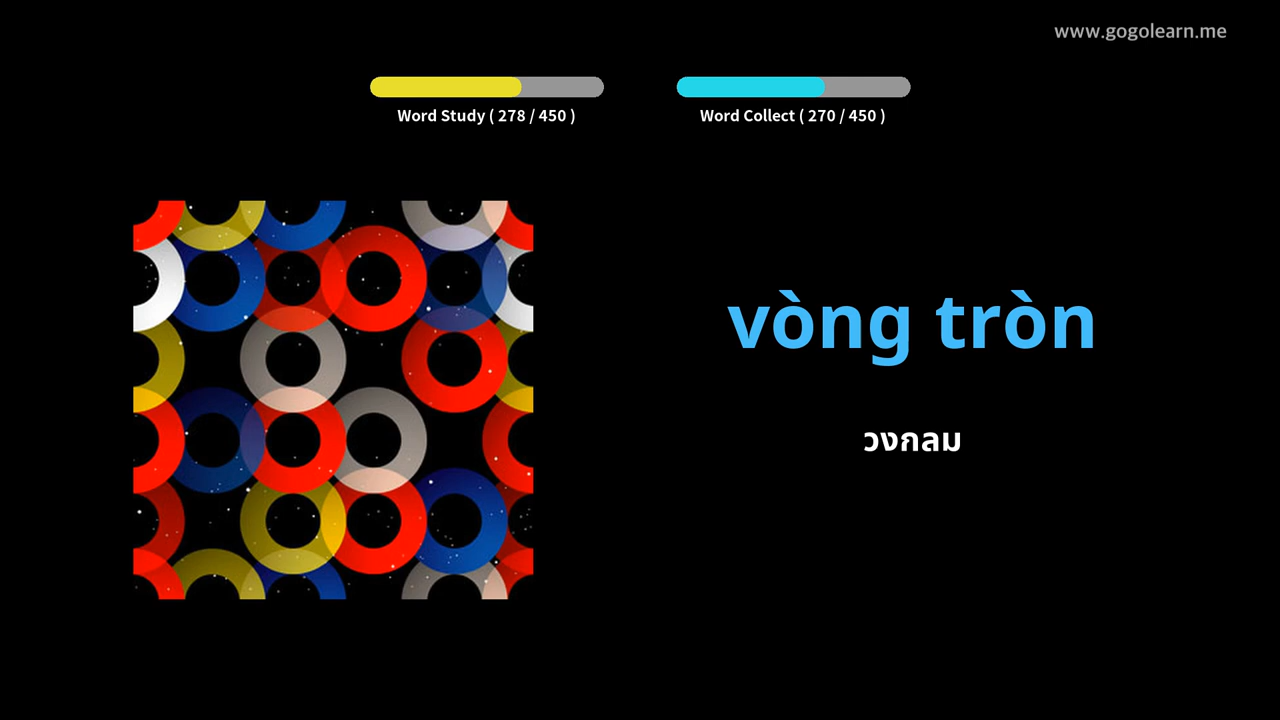 www.gogolearn.me
Word Study ( 278 / 450 )
Word Collect ( 270 / 450 )
vòng tròn
วงกลม